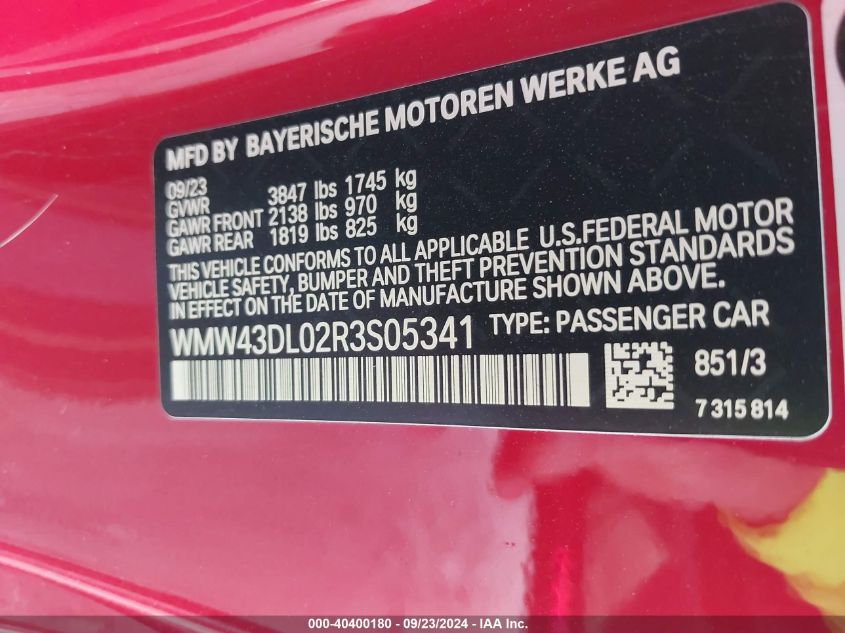 MFD BY BAYERISCHE MOTOREN WERKE AG
09/23
GVWR 3847 lbs 1745 kg
GAWR FRONT 2138 lbs 970 kg
GAWR REAR 1819 lbs 825 kg
THIS VEHICLE CONFORMS TO ALL APPLICABLE U.S.FEDERAL MOTOR
VEHICLE SAFETY, BUMPER AND THEFT PREVENTION STANDARDS
IN EFFECT ON THE DATE OF MANUFACTURE SHOWN ABOVE.
WMW43DL02R3S05341 TYPE: PASSENGER CAR
851/3
7 315 814
000-40400180 - 09/23/2024 - IAA Inc.